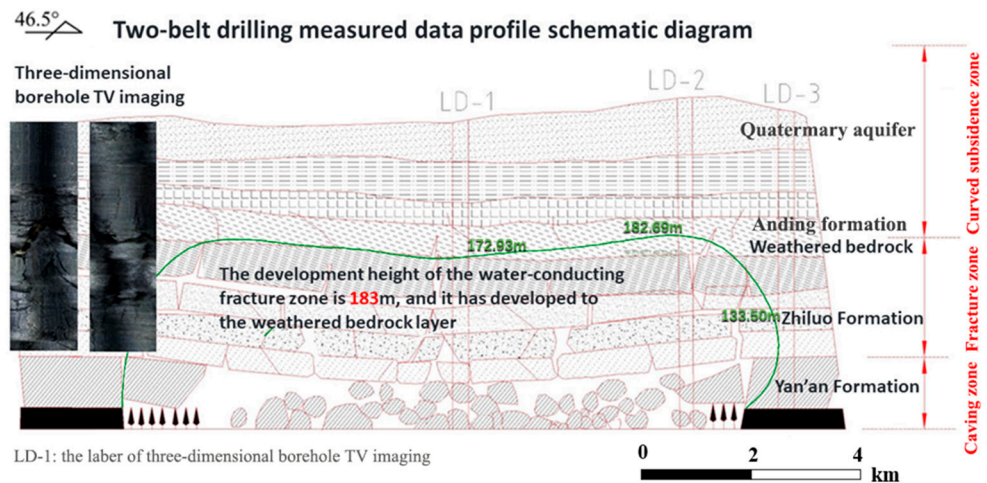 46.5°
Two-belt drilling measured data profile schematic diagram
Three-dimensional
borehole TV imaging
LD-1
LD-2
LD-3
Quaternary aquifer
Curved subsidence zone
Anding formation
Weathered bedrock
182.69m
172.93m
The development height of the water-conducting
fracture zone is 183m, and it has developed to
the weathered bedrock layer
133.50m
Zhiluo Formation
Fracture zone
Yan'an Formation
Caving zone
LD-1: the laber of three-dimensional borehole TV imaging
0 2 4
km